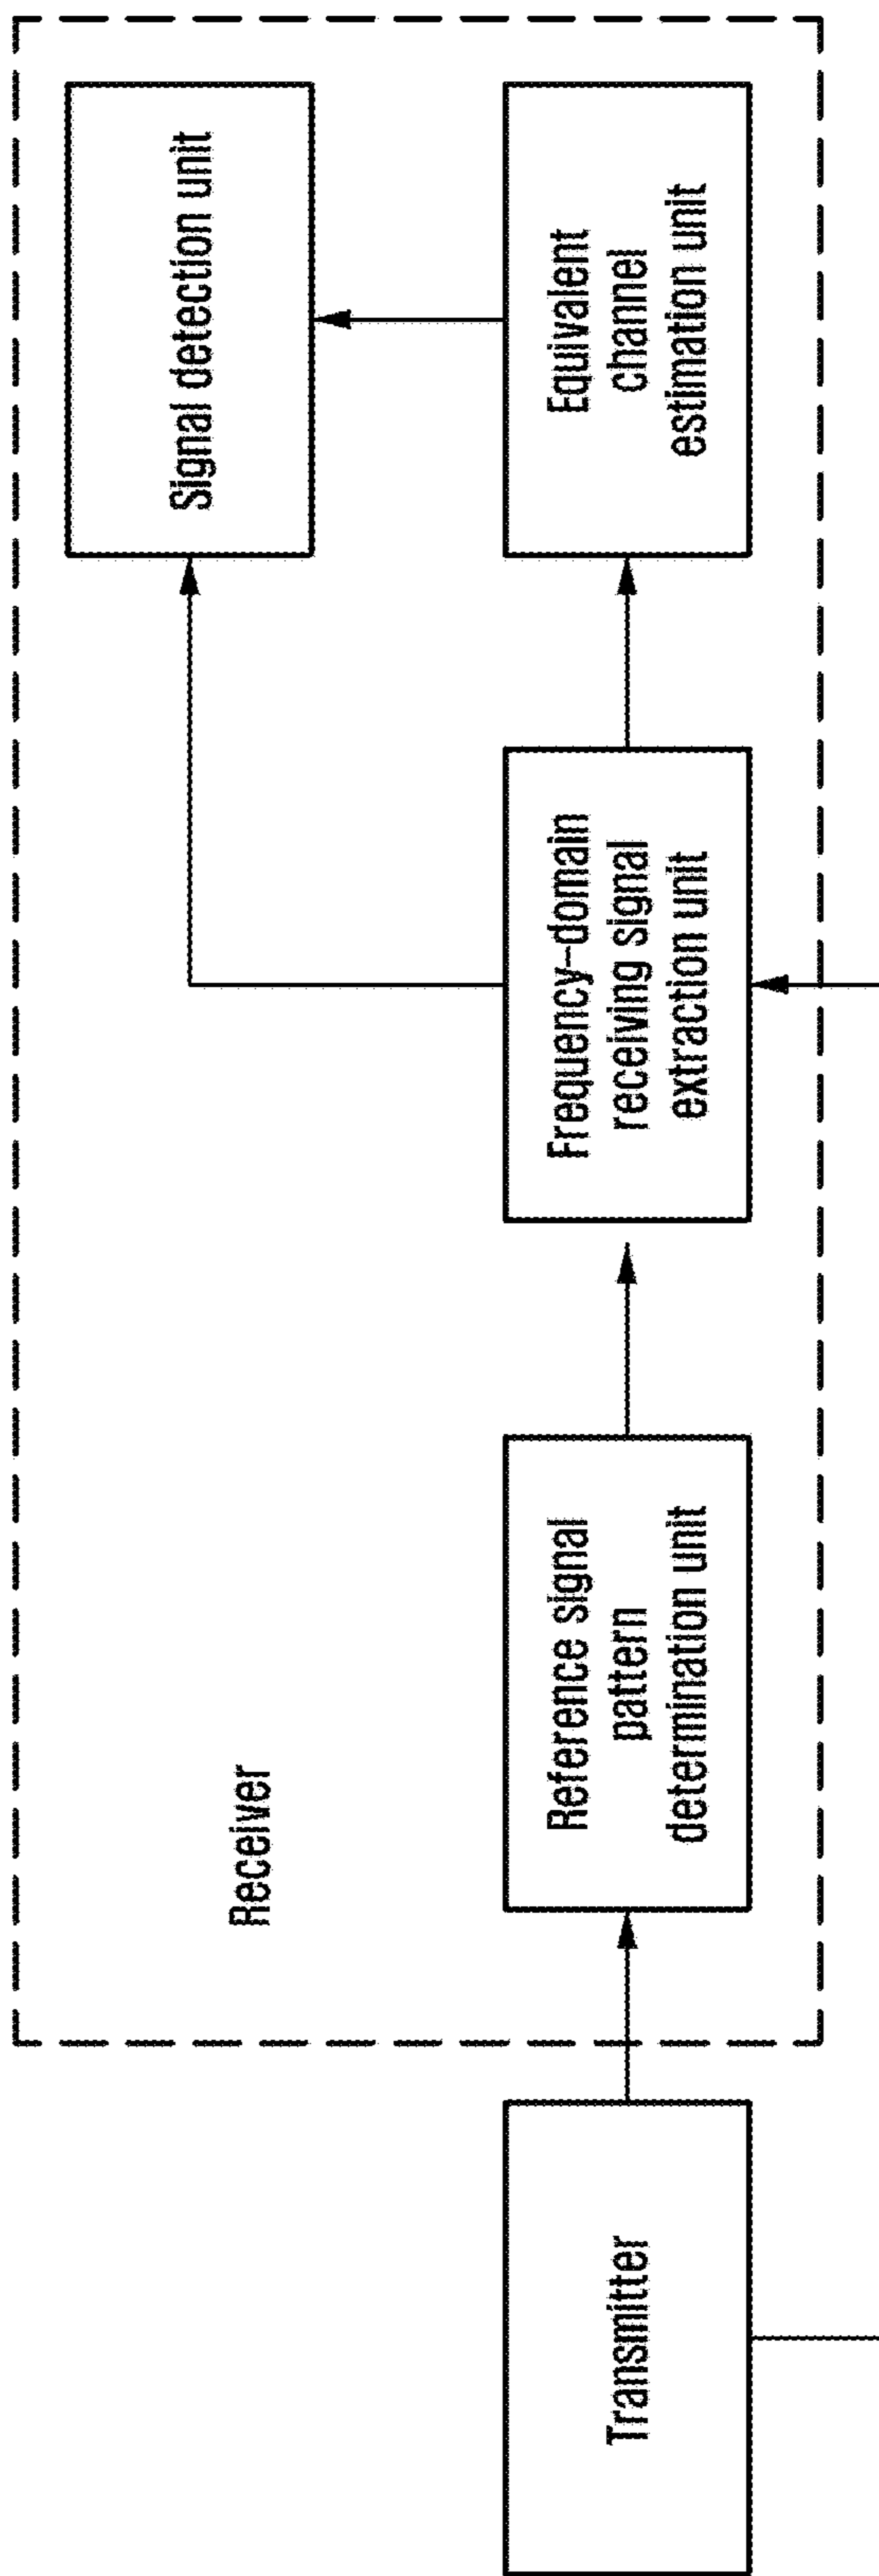 Receiver
Signal detection unit
Transmitter
Reference signal
pattern
determination unit
Frequency-domain
receiving signal
extraction unit
Equivalent
channel
estimation unit